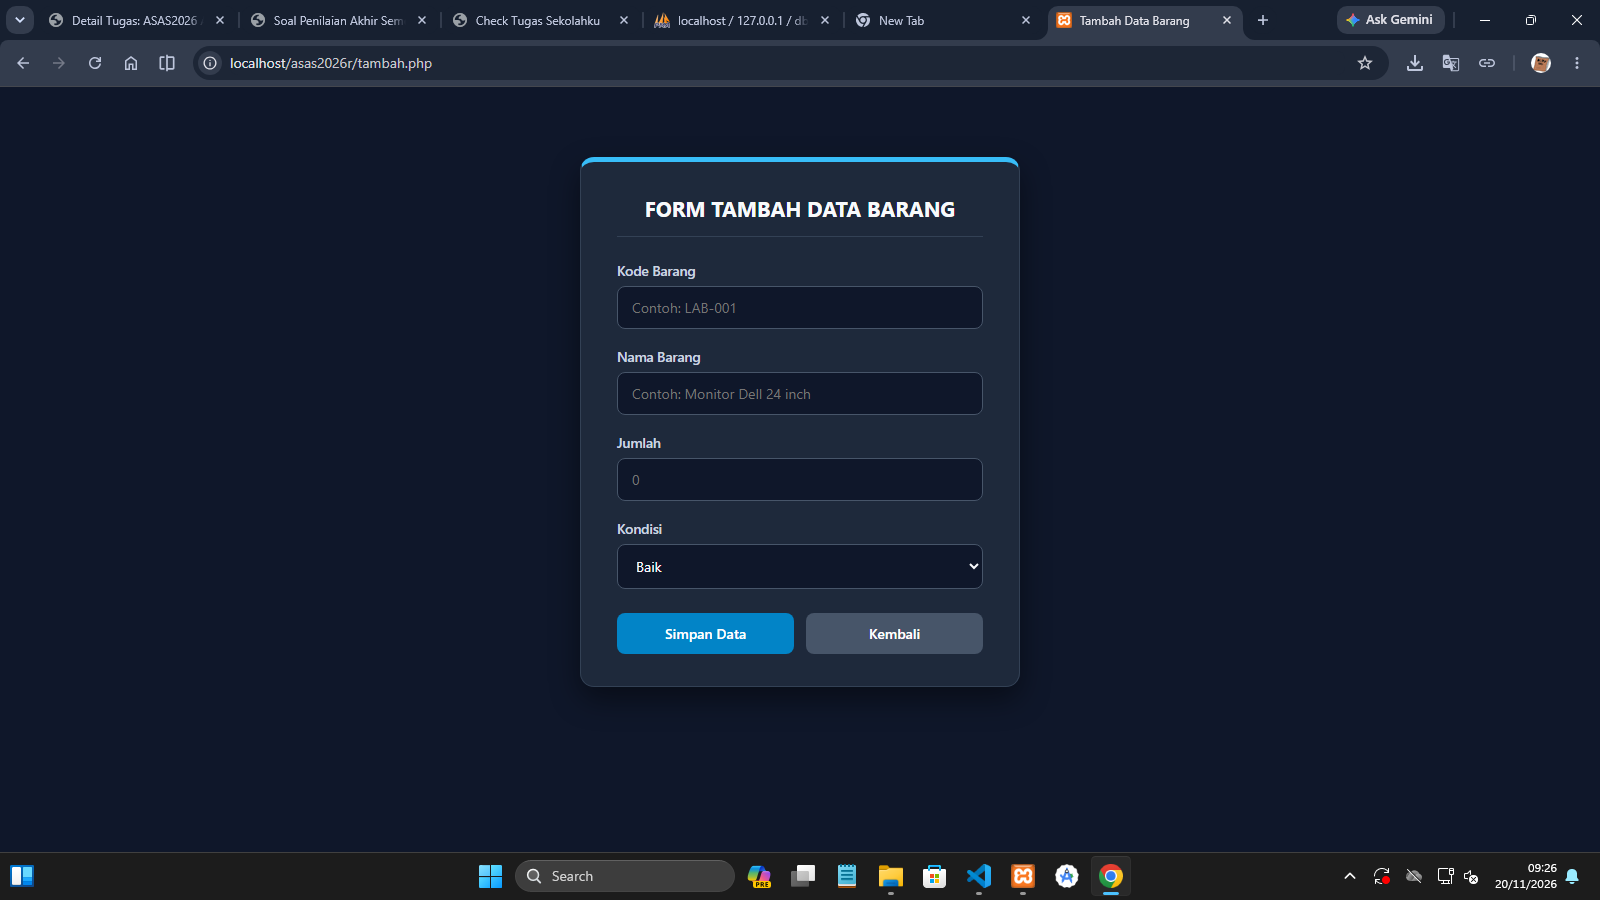 Detail Tugas: ASAS2026
Soal Penilaian Akhir Sem
Check Tugas Sekolahku
localhost / 127.0.0.1 / db
New Tab
Tambah Data Barang
Ask Gemini
localhost/asas2026r/tambah.php
FORM TAMBAH DATA BARANG
Kode Barang
Contoh: LAB-001
Nama Barang
Contoh: Monitor Dell 24 inch
Jumlah
0
Kondisi
Baik
Simpan Data
Kembali
Search
PRE
09:26
20/11/2026